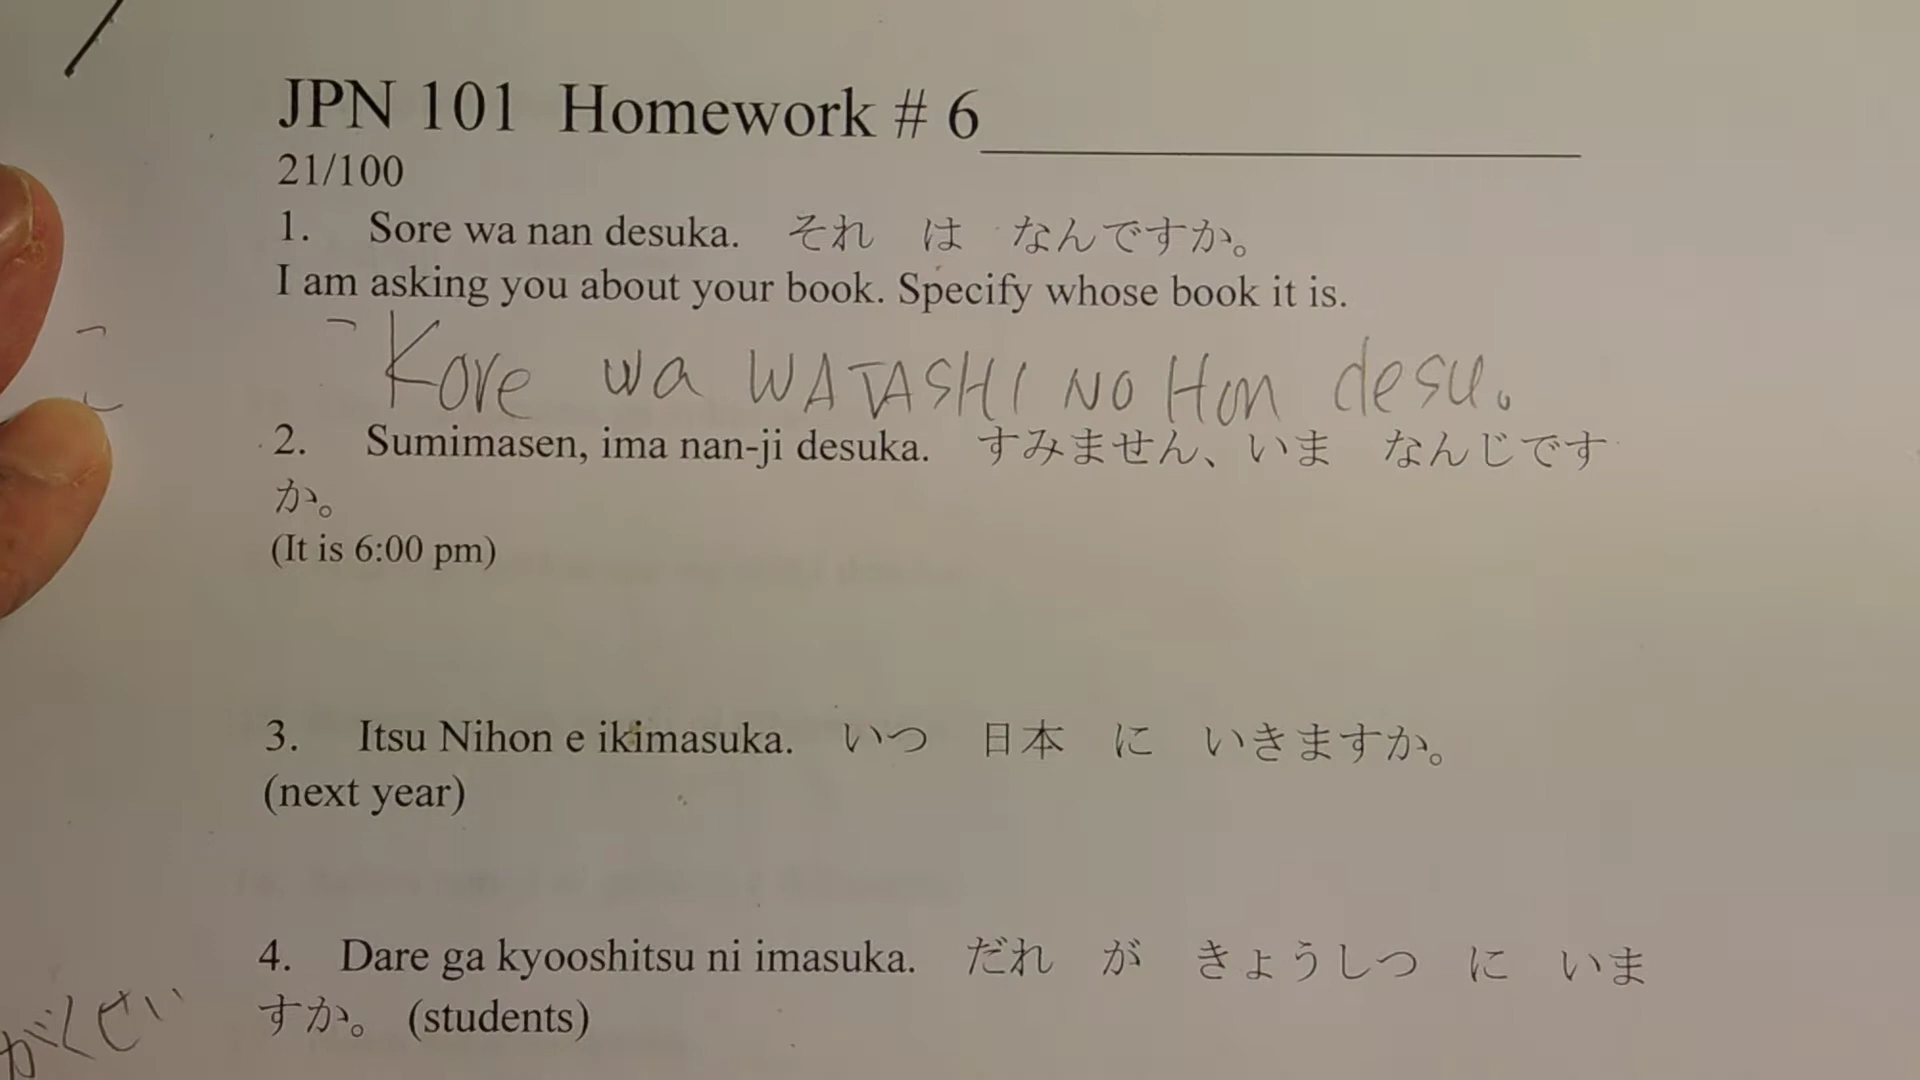 JPN 101 Homework # 6
21/100
1. Sore wa nan desuka. それ は なんですか。
I am asking you about your book. Specify whose book it is.
Kore wa WATASHI NO Hon desu.
2. Sumimasen, ima nan-ji desuka. すみません、いま なんじです
か。
(It is 6:00 pm)
3. Itsu Nihon e ikimasuka. いつ 日本 に いきますか。
(next year)
4. Dare ga kyooshitsu ni imasuka. だれ が きょうしつ に いま
すか。 (students)
がくせい